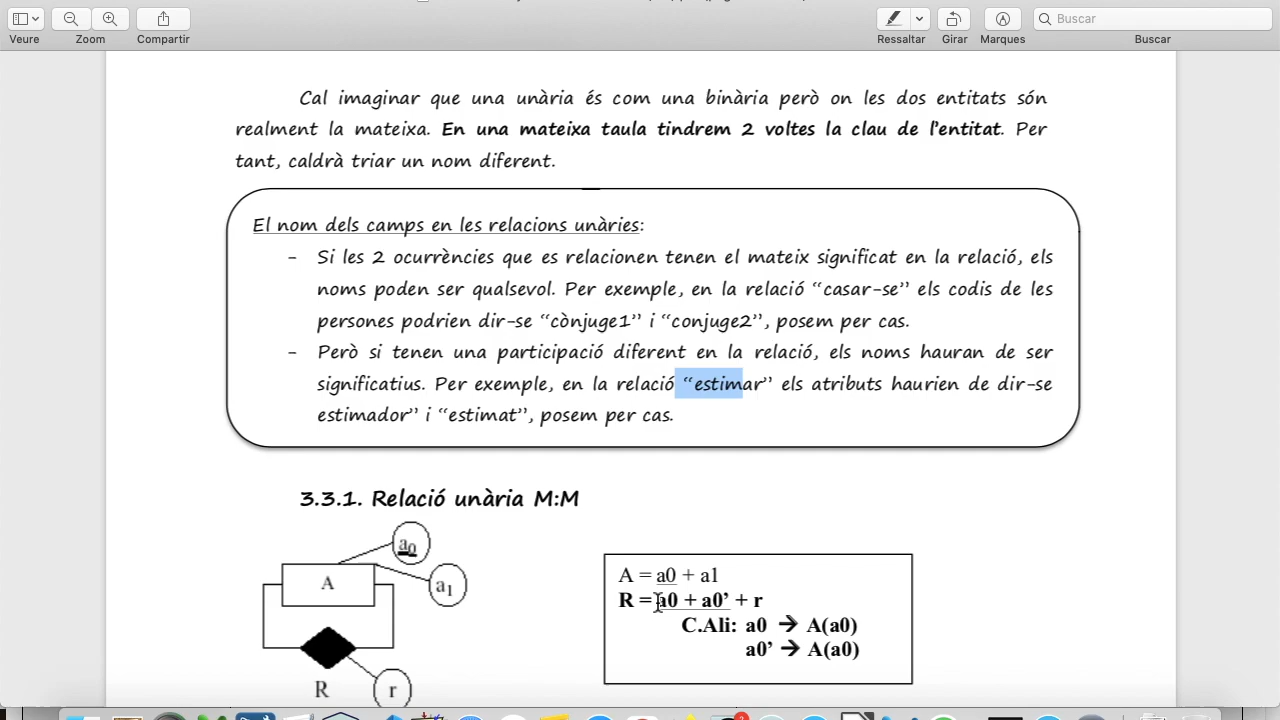 Veure
Zoom
Compartir
Ressaltar
Girar
Marques
Buscar
Buscar
Cal imaginar que una unària és com una binària però on les dos entitats són
realment la mateixa. En una mateixa taula tindrem 2 voltes la clau de l'entitat. Per
tant, caldrà triar un nom diferent.
El nom dels camps en les relacions unàries:
- Si les 2 ocurrències que es relacionen tenen el mateix significat en la relació, els
noms poden ser qualsevol. Per exemple, en la relació “casar-se” els codis de les
persones podrien dir-se “cònjuge1” i “conjuge2”, posem per cas.
- Però si tenen una participació diferent en la relació, els noms hauran de ser
significatius. Per exemple, en la relació “estimar” els atributs haurien de dir-se
estimador” i “estimat”, posem per cas.
3.3.1. Relació unària M:M
a0
A
a1
R
r
A = a0 + a1
R = a0 + a0’ + r
C.Ali: a0 → A(a0)
a0’ → A(a0)